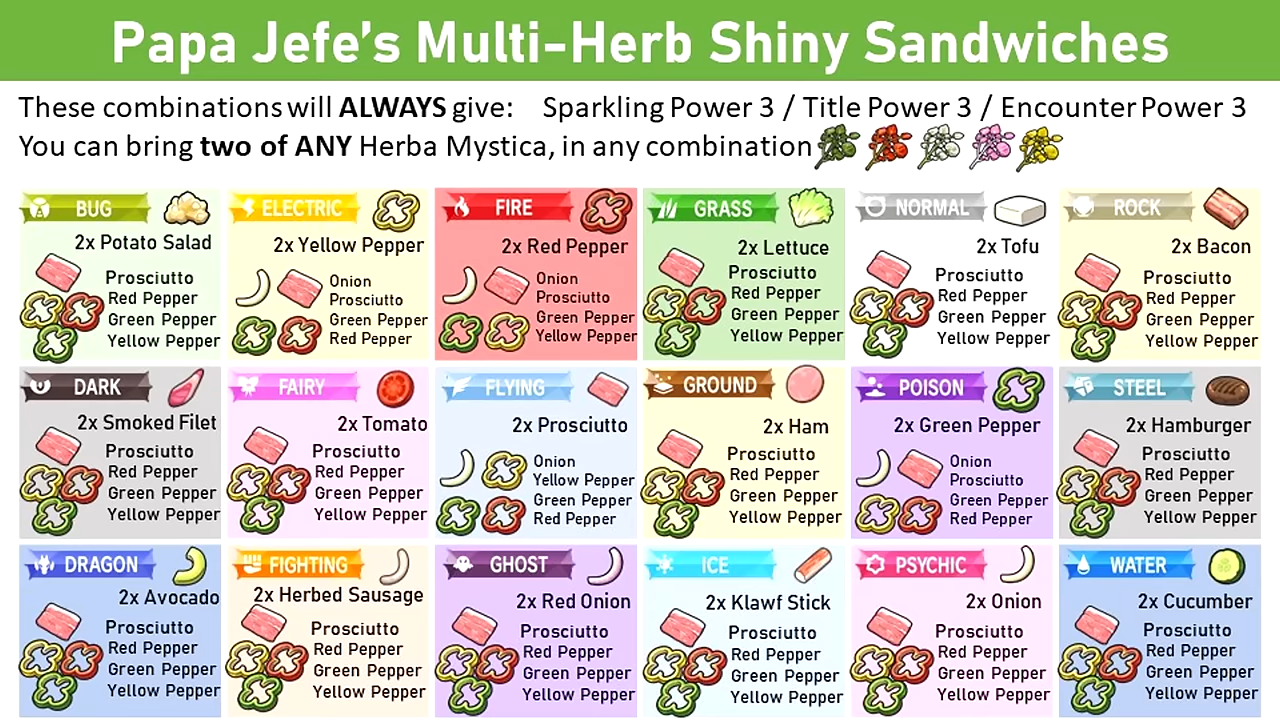 Papa Jefe's Multi-Herb Shiny Sandwiches
These combinations will ALWAYS give: Sparkling Power 3 / Title Power 3 / Encounter Power 3
You can bring two of ANY Herba Mystica, in any combination
BUG
2x Potato Salad
Prosciutto
Red Pepper
Green Pepper
Yellow Pepper
ELECTRIC
2x Yellow Pepper
Onion
Prosciutto
Green Pepper
Red Pepper
FIRE
2x Red Pepper
Onion
Prosciutto
Green Pepper
Yellow Pepper
GRASS
2x Lettuce
Prosciutto
Red Pepper
Green Pepper
Yellow Pepper
NORMAL
2x Tofu
Prosciutto
Red Pepper
Green Pepper
Yellow Pepper
ROCK
2x Bacon
Prosciutto
Red Pepper
Green Pepper
Yellow Pepper
DARK
2x Smoked Filet
Prosciutto
Red Pepper
Green Pepper
Yellow Pepper
FAIRY
2x Tomato
Prosciutto
Red Pepper
Green Pepper
Yellow Pepper
FLYING
2x Prosciutto
Onion
Yellow Pepper
Green Pepper
Red Pepper
GROUND
2x Ham
Prosciutto
Red Pepper
Green Pepper
Yellow Pepper
POISON
2x Green Pepper
Onion
Prosciutto
Green Pepper
Red Pepper
STEEL
2x Hamburger
Prosciutto
Red Pepper
Green Pepper
Yellow Pepper
DRAGON
2x Avocado
Prosciutto
Red Pepper
Green Pepper
Yellow Pepper
FIGHTING
2x Herbed Sausage
Prosciutto
Red Pepper
Green Pepper
Yellow Pepper
GHOST
2x Red Onion
Prosciutto
Red Pepper
Green Pepper
Yellow Pepper
ICE
2x Klawf Stick
Prosciutto
Red Pepper
Green Pepper
Yellow Pepper
PSYCHIC
2x Onion
Prosciutto
Red Pepper
Green Pepper
Yellow Pepper
WATER
2x Cucumber
Prosciutto
Red Pepper
Green Pepper
Yellow Pepper